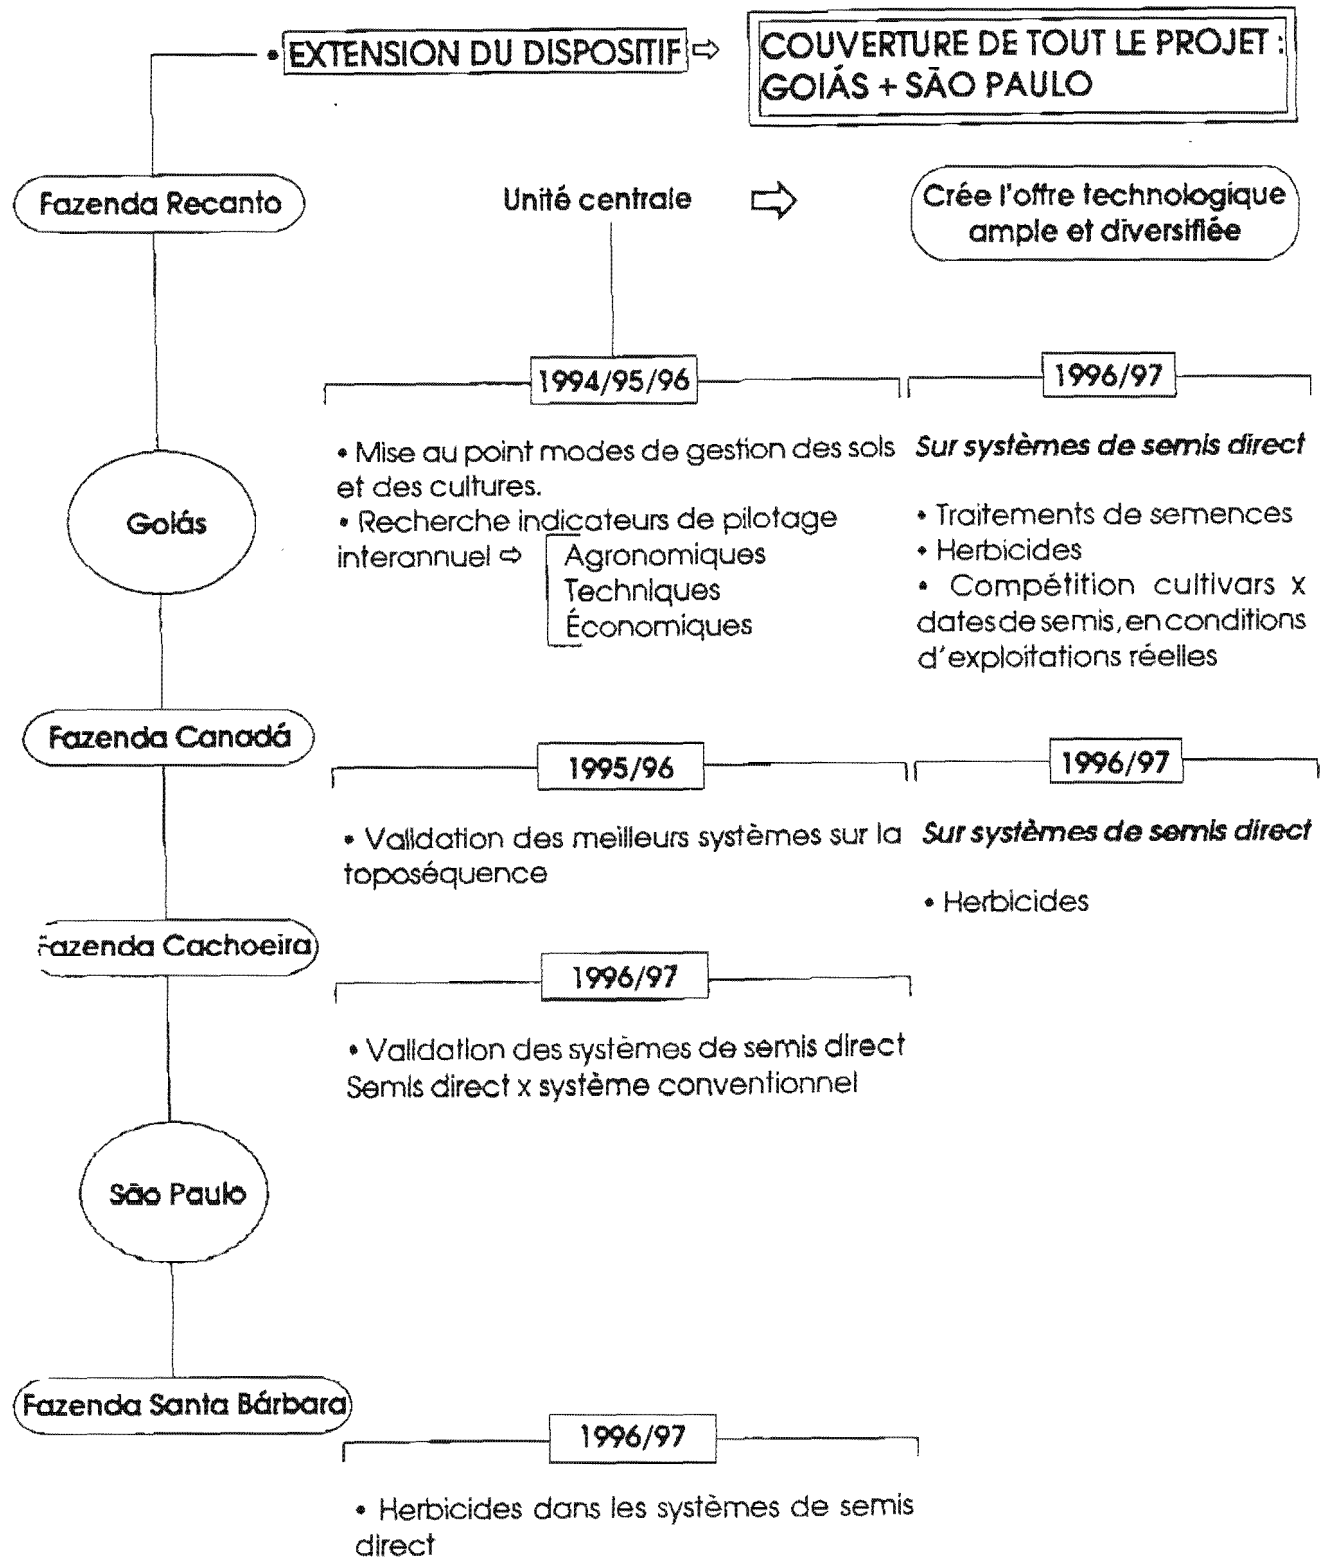 • EXTENSION DU DISPOSITIF ⇨
COUVERTURE DE TOUT LE PROJET :
GOIÁS + SÃO PAULO
Fazenda Recanto
Unité centrale ⇨
Crée l'offre technologique
ample et diversifiée
1994/95/96
1996/97
• Mise au point modes de gestion des sols
et des cultures.
• Recherche indicateurs de pilotage
interannuel ⇨
Agronomiques
Techniques
Économiques
Sur systèmes de semis direct
• Traitements de semences
• Herbicides
• Compétition cultivars x
dates de semis, en conditions
d'exploitations réelles
Goiás
Fazenda Canadá
1995/96
1996/97
• Validation des meilleurs systèmes sur la
toposéquence
Sur systèmes de semis direct
• Herbicides
Fazenda Cachoeira
1996/97
• Validation des systèmes de semis direct
Semis direct x système conventionnel
São Paulo
Fazenda Santa Bárbara
1996/97
• Herbicides dans les systèmes de semis
direct